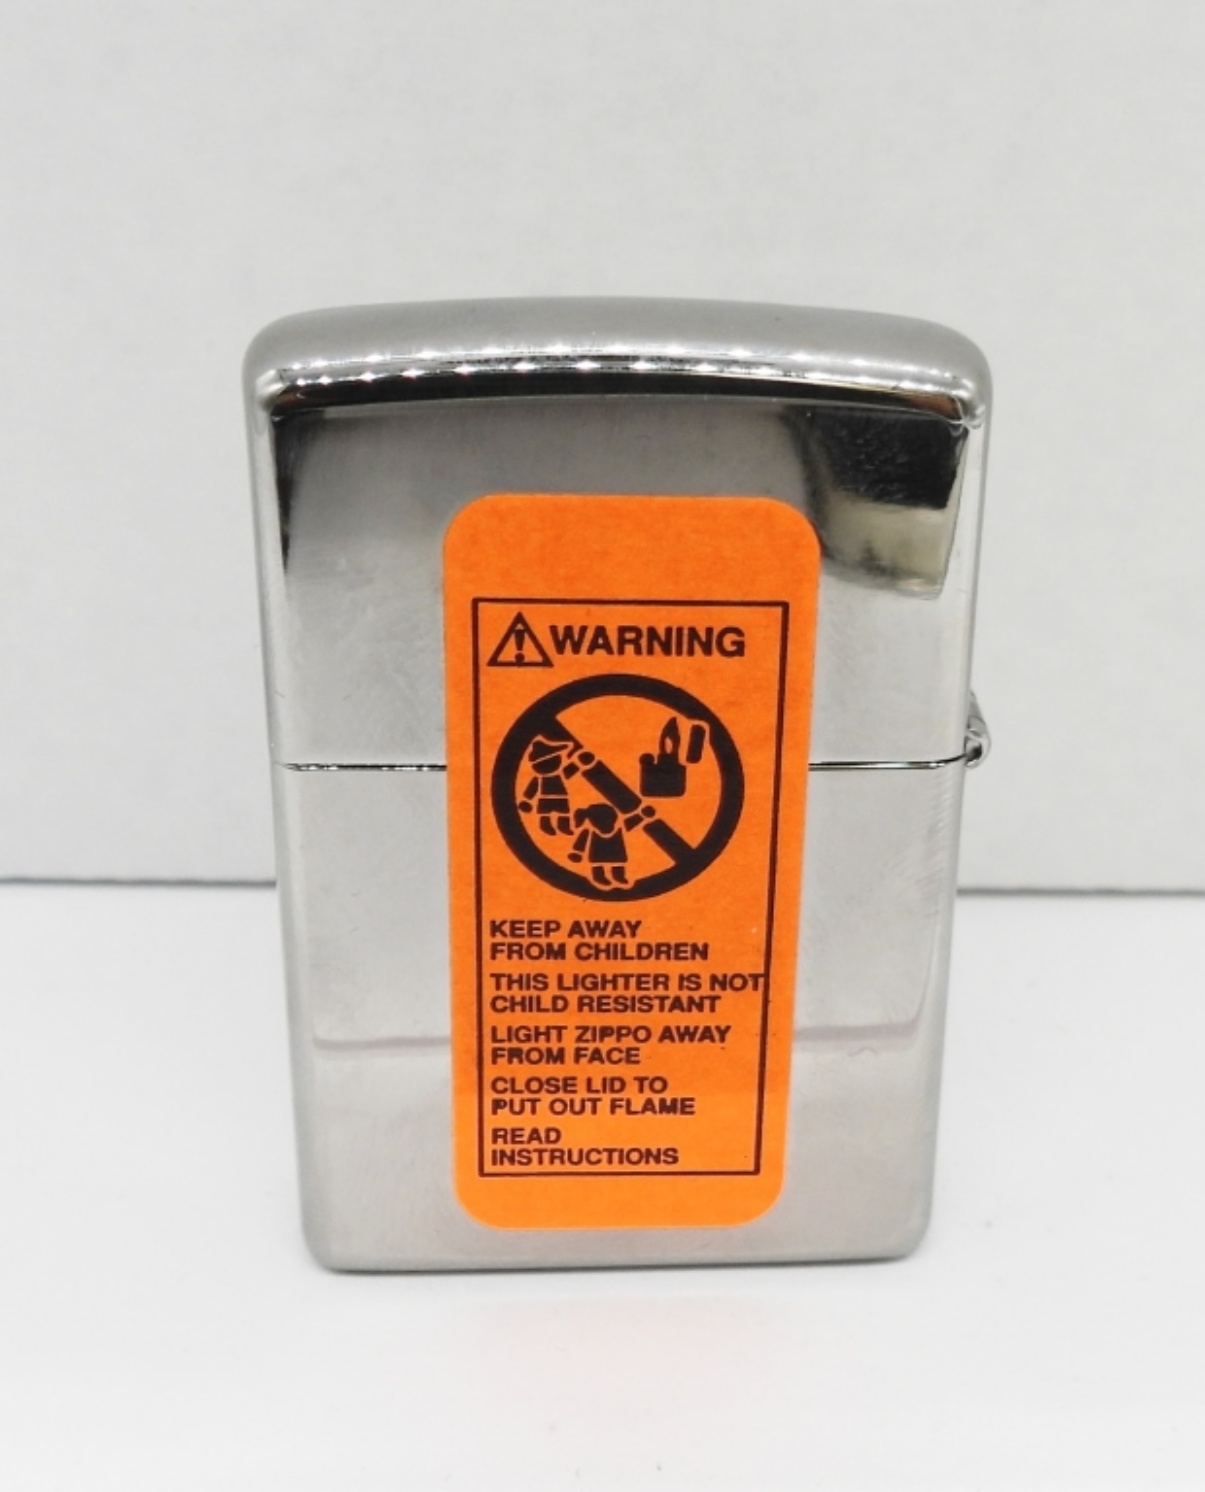 WARNING
KEEP AWAY
FROM CHILDREN
THIS LIGHTER IS NOT
CHILD RESISTANT
LIGHT ZIPPO AWAY
FROM FACE
CLOSE LID TO
PUT OUT FLAME
READ
INSTRUCTIONS